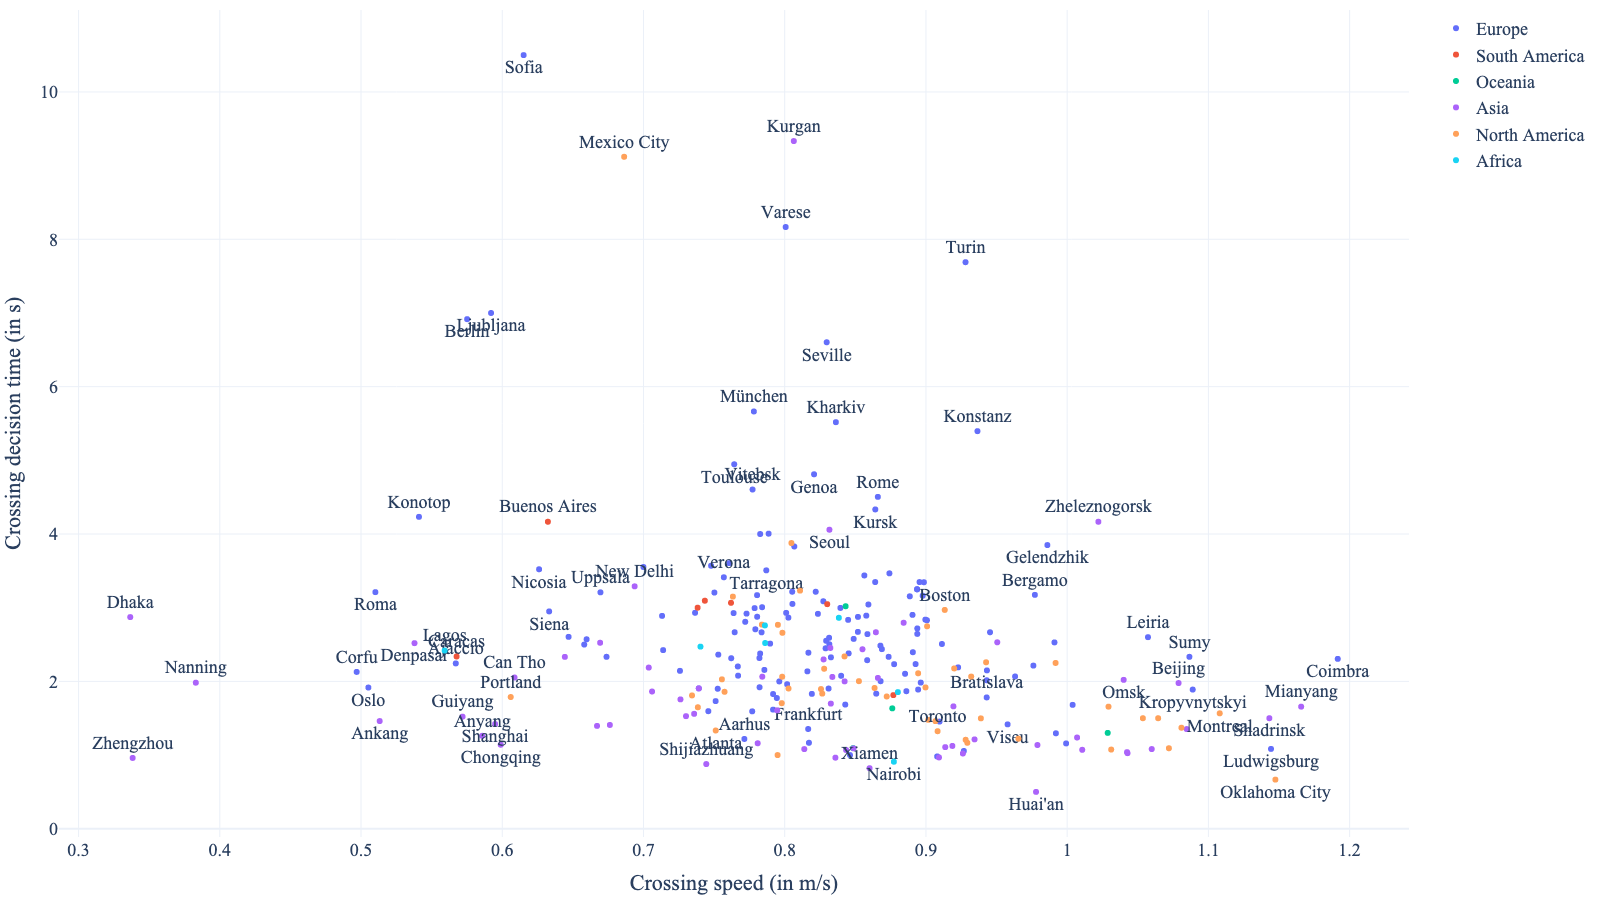 Europe
South America
Oceania
Asia
North America
Africa
Sofia
10
Kurgan
Mexico City
Varese
8
Turin
Ljubljana
Berlin
Seville
6
München
Kharkiv
Konstanz
Vitebsk
Toulouse
Genoa
Rome
Konotop
Buenos Aires
Zheleznogorsk
Kursk
4
Seoul
Gelendzhik
Verona
New Delhi
Uppsala
Nicosia
Tarragona
Bergamo
Boston
Dhaka
Roma
Siena
Leiria
Lagos
Caracas
Ajaccio
Denpasar
Corfu
Can Tho
Sumy
Nanning
Beijing
Coimbra
2
Portland
Bratislava
Omsk
Mianyang
Oslo
Guiyang
Kropyvnytskyi
Frankfurt
Toronto
Anyang
Aarhus
Montreal
Shadrinsk
Ankang
Shanghai
Viseu
Zhengzhou
Atlanta
Shijiazhuang
Chongqing
Xiamen
Ludwigsburg
Nairobi
Oklahoma City
Huai'an
0
0.3
0.4
0.5
0.6
0.7
0.8
0.9
1
1.1
1.2
Crossing speed (in m/s)
Crossing decision time (in s)